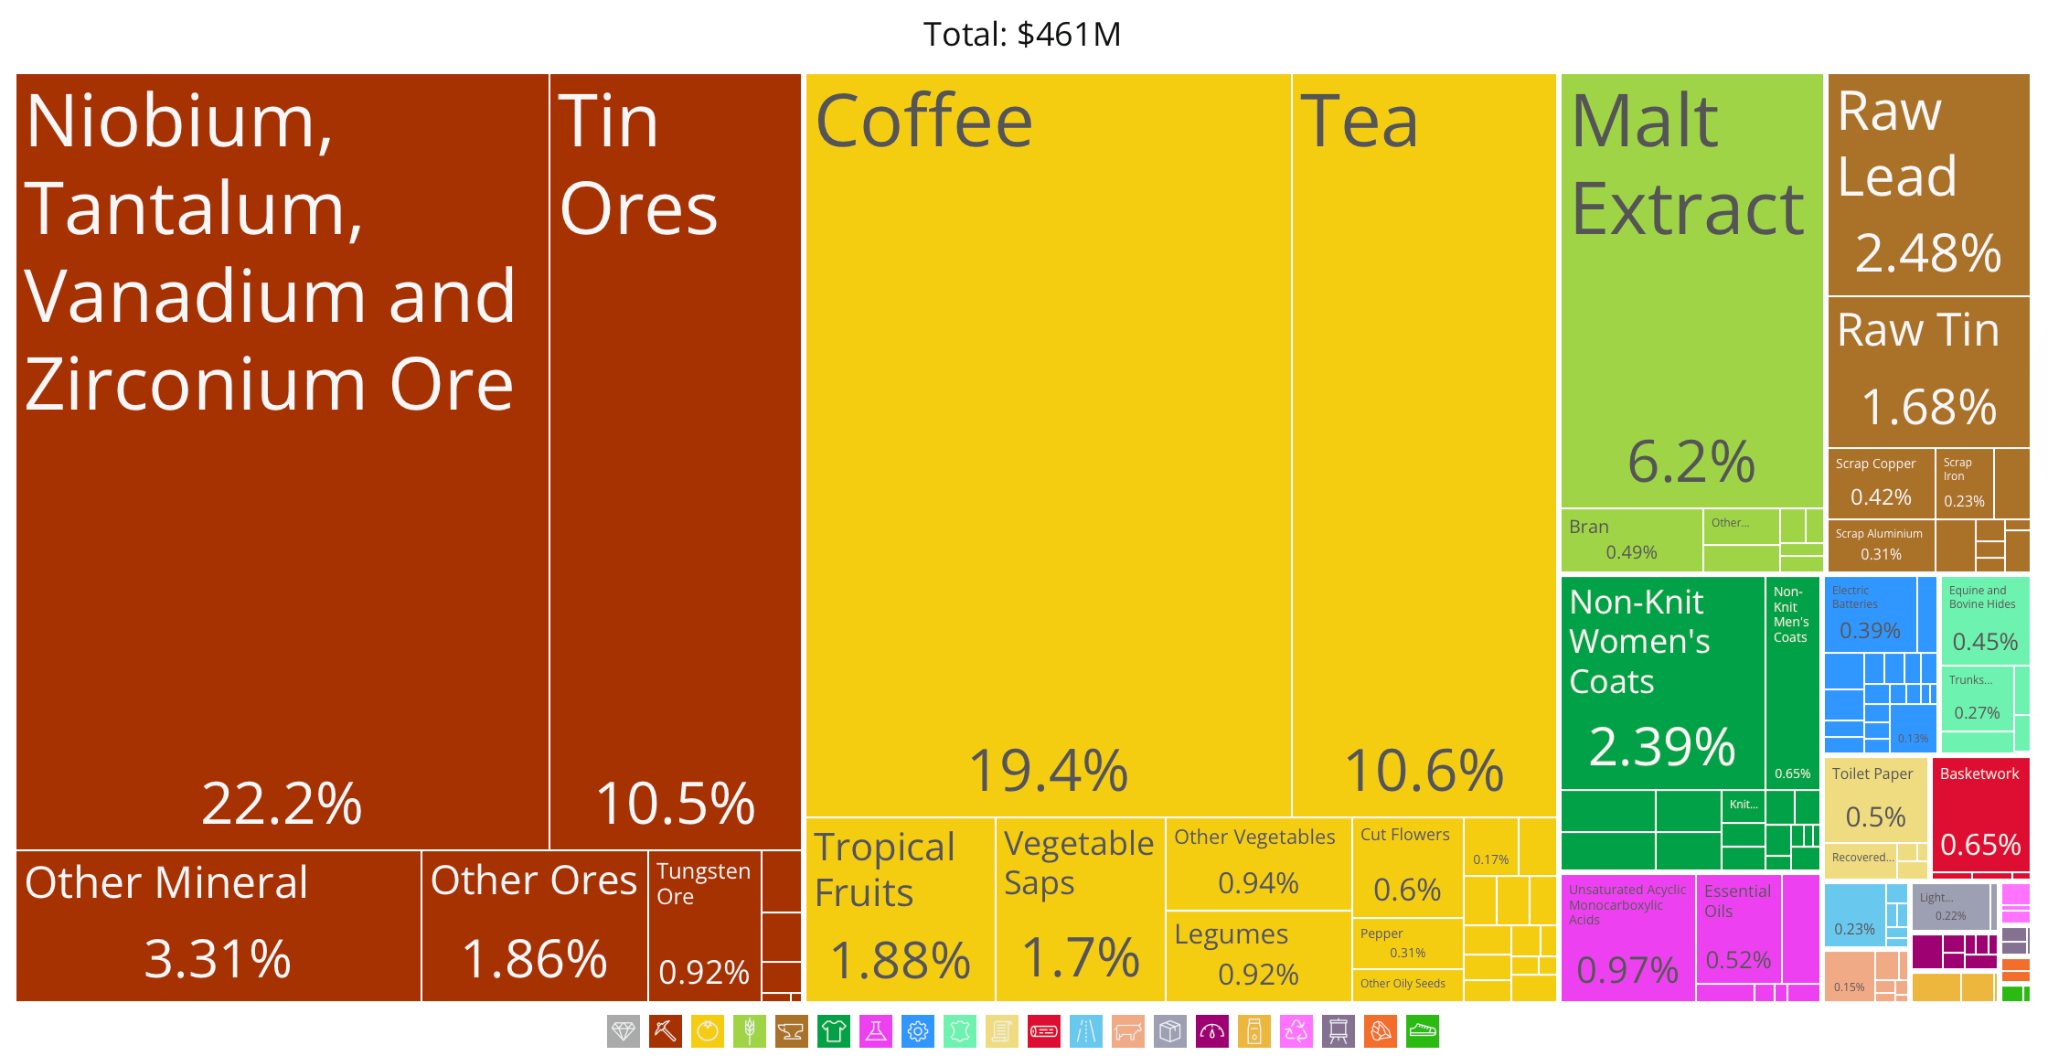 Total: $461M
Niobium,
Tantalum,
Vanadium and
Zirconium Ore
22.2%
Tin
Ores
10.5%
Other Mineral
3.31%
Other Ores
1.86%
Tungsten
Ore
0.92%
Coffee
19.4%
Tea
10.6%
Tropical
Fruits
1.88%
Vegetable
Saps
1.7%
Other Vegetables
0.94%
Legumes
0.92%
Cut Flowers
0.6%
Pepper
0.31%
Other Oily Seeds
0.17%
Malt
Extract
6.2%
Bran
0.49%
Other...
Raw
Lead
2.48%
Raw Tin
1.68%
Scrap Copper
0.42%
Scrap
Iron
0.23%
Scrap Aluminium
0.31%
Non-Knit
Women's
Coats
2.39%
Non-
Knit
Men's
Coats
0.65%
Knit...
Electric
Batteries
0.39%
0.13%
Equine and
Bovine Hides
0.45%
Trunks...
0.27%
Toilet Paper
0.5%
Recovered...
Basketwork
0.65%
Unsaturated Acyclic
Monocarboxylic
Acids
0.97%
Essential
Oils
0.52%
0.23%
0.15%
Light...
0.22%